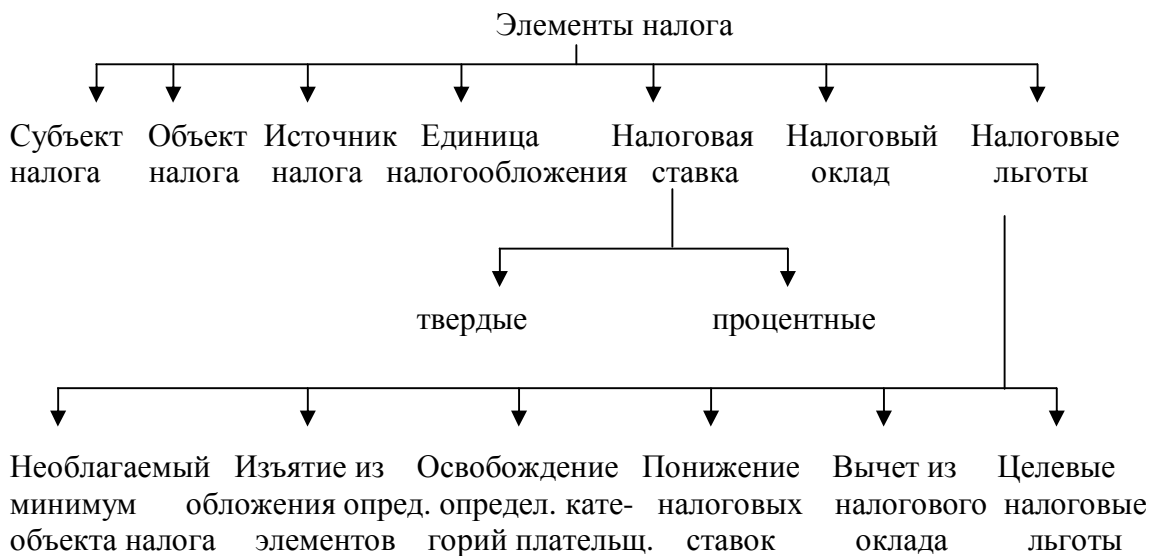 Элементы налога
Субъект Объект Источник Единица Налоговая Налоговый Налоговые
налога налога налога налогообложения ставка оклад льготы
твердые процентные
Необлагаемый Изъятие из Освобождение Понижение Вычет из Целевые
минимум обложения опред. определ. кате- налоговых налогового налоговые
объекта налога элементов горий плательщ. ставок оклада льготы